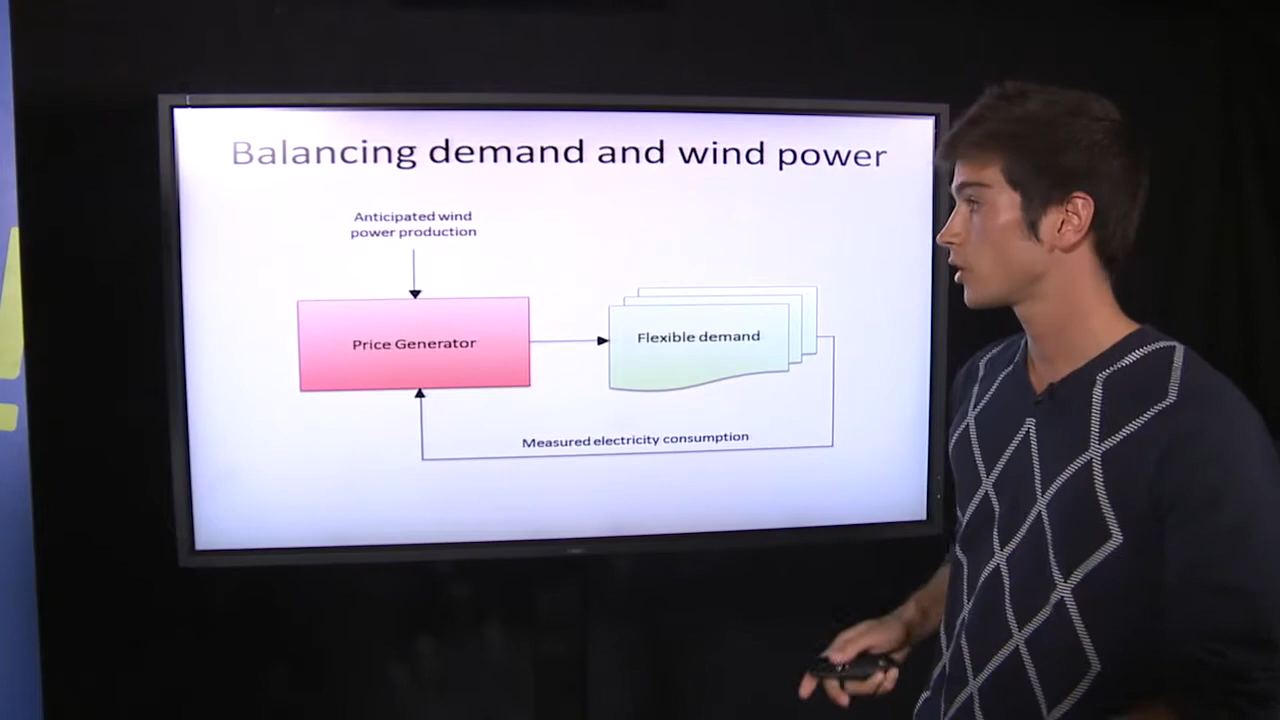 Balancing demand and wind power
Anticipated wind
power production
Price Generator
Flexible demand
Measured electricity consumption